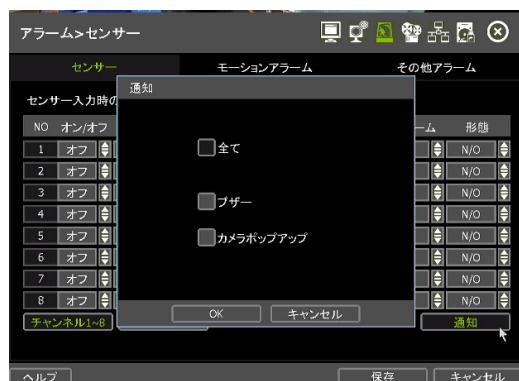 アラーム>センサー
センサー モーションアラーム その他アラーム
センサー入力時の
通知
NO オン/オフ ーム 形態
全て
1 オフ N/O
2 オフ N/O
3 オフ N/O
ブザー
4 オフ N/O
5 オフ N/O
カメラポップアップ
6 オフ N/O
7 オフ N/O
8 オフ N/O
OK キャンセル
チャンネル1~8 通知
ヘルプ 保存 キャンセル